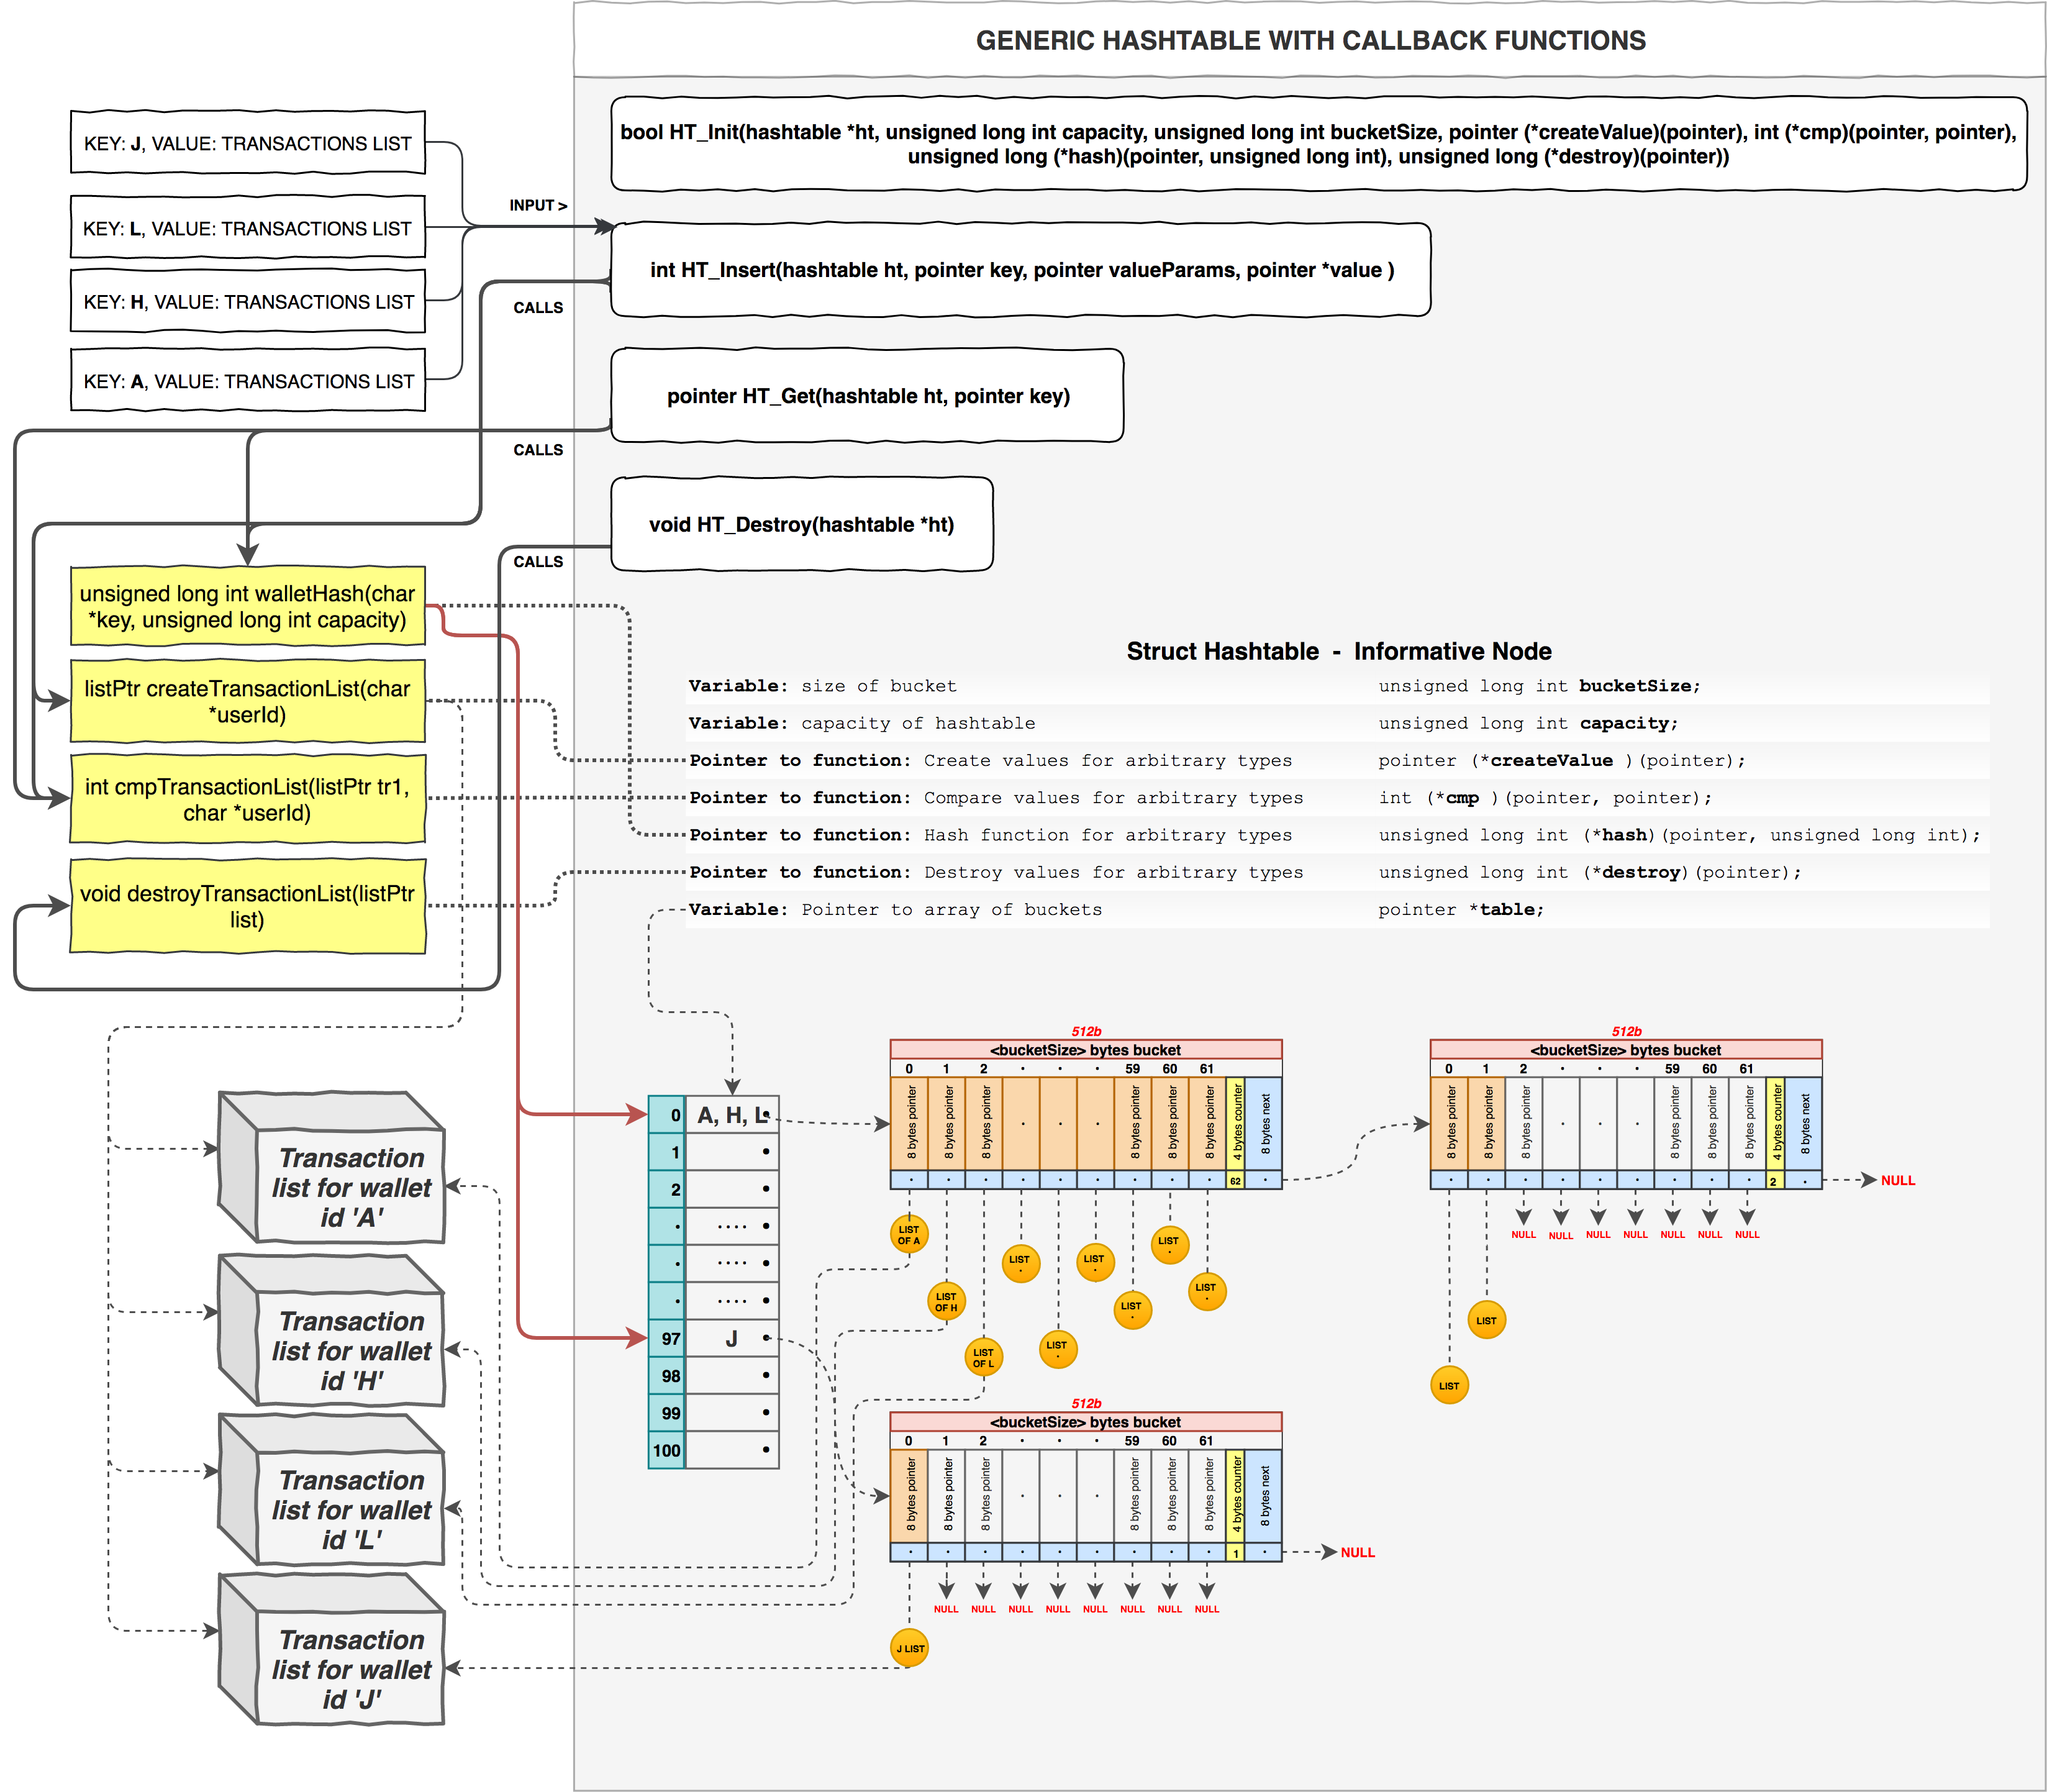 GENERIC HASHTABLE WITH CALLBACK FUNCTIONS
bool HT_Init(hashtable *ht, unsigned long int capacity, unsigned long int bucketSize, pointer (*createValue)(pointer), int (*cmp)(pointer, pointer),
unsigned long (*hash)(pointer, unsigned long int), unsigned long (*destroy)(pointer))
KEY: J, VALUE: TRANSACTIONS LIST
KEY: L, VALUE: TRANSACTIONS LIST
KEY: H, VALUE: TRANSACTIONS LIST
KEY: A, VALUE: TRANSACTIONS LIST
INPUT >
int HT_Insert(hashtable ht, pointer key, pointer valueParams, pointer *value )
CALLS
pointer HT_Get(hashtable ht, pointer key)
CALLS
void HT_Destroy(hashtable *ht)
CALLS
unsigned long int walletHash(char
*key, unsigned long int capacity)
listPtr createTransactionList(char
*userId)
int cmpTransactionList(listPtr tr1,
char *userId)
void destroyTransactionList(listPtr
list)
Struct Hashtable - Informative Node
Variable: size of bucket unsigned long int bucketSize;
Variable: capacity of hashtable unsigned long int capacity;
Pointer to function: Create values for arbitrary types pointer (*createValue )(pointer);
Pointer to function: Compare values for arbitrary types int (*cmp )(pointer, pointer);
Pointer to function: Hash function for arbitrary types unsigned long int (*hash)(pointer, unsigned long int);
Pointer to function: Destroy values for arbitrary types unsigned long int (*destroy)(pointer);
Variable: Pointer to array of buckets pointer *table;
Transaction
list for wallet
id 'A'
Transaction
list for wallet
id 'H'
Transaction
list for wallet
id 'L'
Transaction
list for wallet
id 'J'
0 A, H, L •
1 •
2 •
. .... •
. .... •
. .... •
97 J •
98 •
99 •
100 •
512b
<bucketSize> bytes bucket
0 1 2 . . . 59 60 61
8 bytes pointer
8 bytes pointer
8 bytes pointer
. . .
8 bytes pointer
8 bytes pointer
8 bytes pointer
4 bytes counter
8 bytes next
. . . . . . . . . 62 .
LIST
OF A
LIST
OF H
LIST
OF L
LIST
.
LIST
.
LIST
.
LIST
.
LIST
.
LIST
.
512b
<bucketSize> bytes bucket
0 1 2 . . . 59 60 61
8 bytes pointer
8 bytes pointer
8 bytes pointer
. . .
8 bytes pointer
8 bytes pointer
8 bytes pointer
4 bytes counter
8 bytes next
. . . . . . . . . 2 .
NULL
NULL NULL NULL NULL NULL NULL NULL
LIST
LIST
512b
<bucketSize> bytes bucket
0 1 2 . . . 59 60 61
8 bytes pointer
8 bytes pointer
8 bytes pointer
. . .
8 bytes pointer
8 bytes pointer
8 bytes pointer
4 bytes counter
8 bytes next
. . . . . . . . . 1 .
NULL
NULL NULL NULL NULL NULL NULL NULL NULL
J LIST